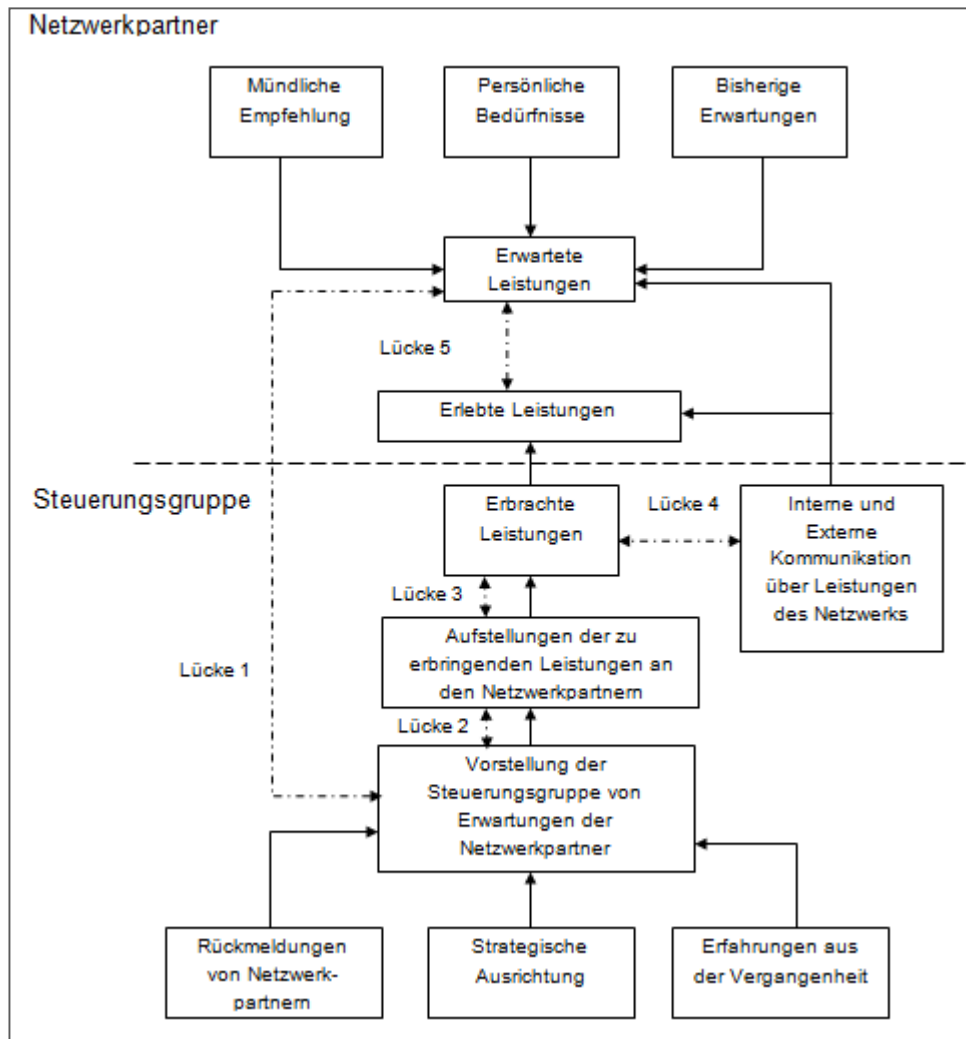 Netzwerkpartner
Mündliche
Empfehlung
Persönliche
Bedürfnisse
Bisherige
Erwartungen
Erwartete
Leistungen
Lücke 5
Erlebte Leistungen
Steuerungsgruppe
Erbrachte
Leistungen
Lücke 4
Interne und
Externe
Kommunikation
über Leistungen
des Netzwerks
Lücke 3
Aufstellungen der zu
erbringenden Leistungen an
den Netzwerkpartnern
Lücke 1
Lücke 2
Vorstellung der
Steuerungsgruppe von
Erwartungen der
Netzwerkpartner
Rückmeldungen
von Netzwerk-
partnern
Strategische
Ausrichtung
Erfahrungen aus
der Vergangenheit